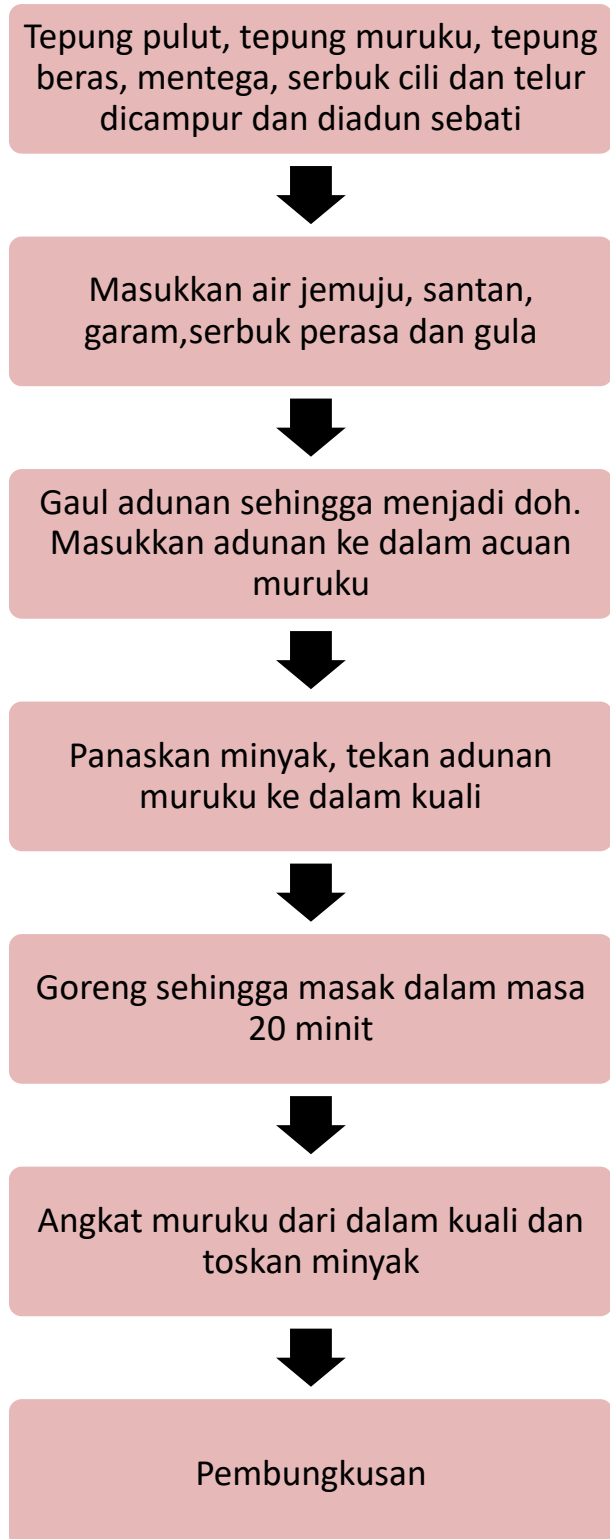 Tepung pulut, tepung muruku, tepung
beras, mentega, serbuk cili dan telur
dicampur dan diadun sebati
Masukkan air jemuju, santan,
garam,serbuk perasa dan gula
Gaul adunan sehingga menjadi doh.
Masukkan adunan ke dalam acuan
muruku
Panaskan minyak, tekan adunan
muruku ke dalam kuali
Goreng sehingga masak dalam masa
20 minit
Angkat muruku dari dalam kuali dan
toskan minyak
Pembungkusan